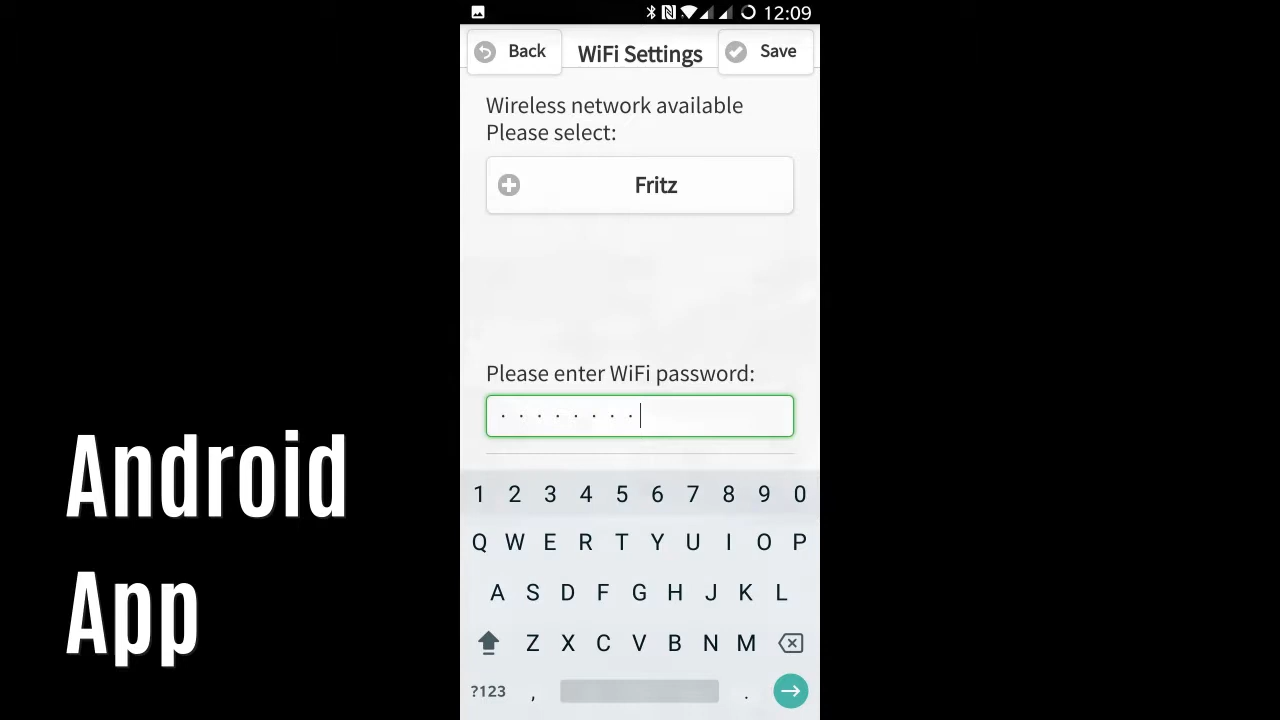 12:09
Back
WiFi Settings
Save
Wireless network available
Please select:
Fritz
Please enter WiFi password:
· · · · · · · ·
1 2 3 4 5 6 7 8 9 0
Q W E R T Y U I O P
A S D F G H J K L
Z X C V B N M
?123 , .
Android
App